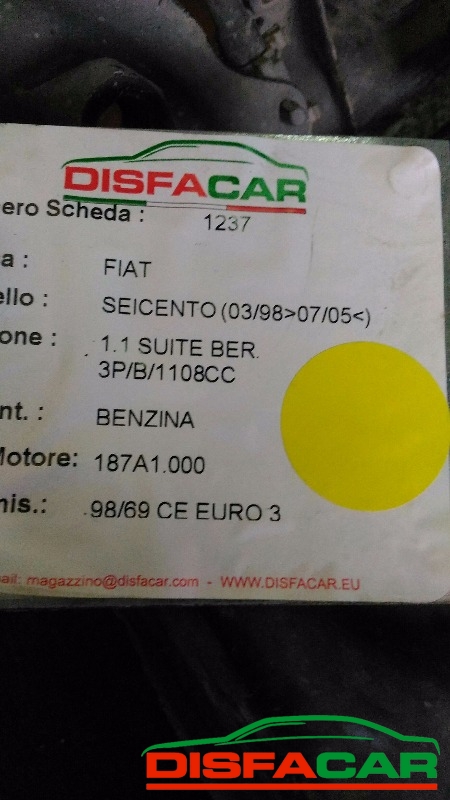 DISFACAR
ero Scheda : 1237
a : FIAT
ello : SEICENTO (03/98>07/05<)
one : . 1.1 SUITE BER.
3P/B/1108CC
nt. : BENZINA
Motore: 187A1.000
nis.: .98/69 CE EURO 3
ail: magazzino@disfacar.com - WWW.DISFACAR.EU
DISFACAR